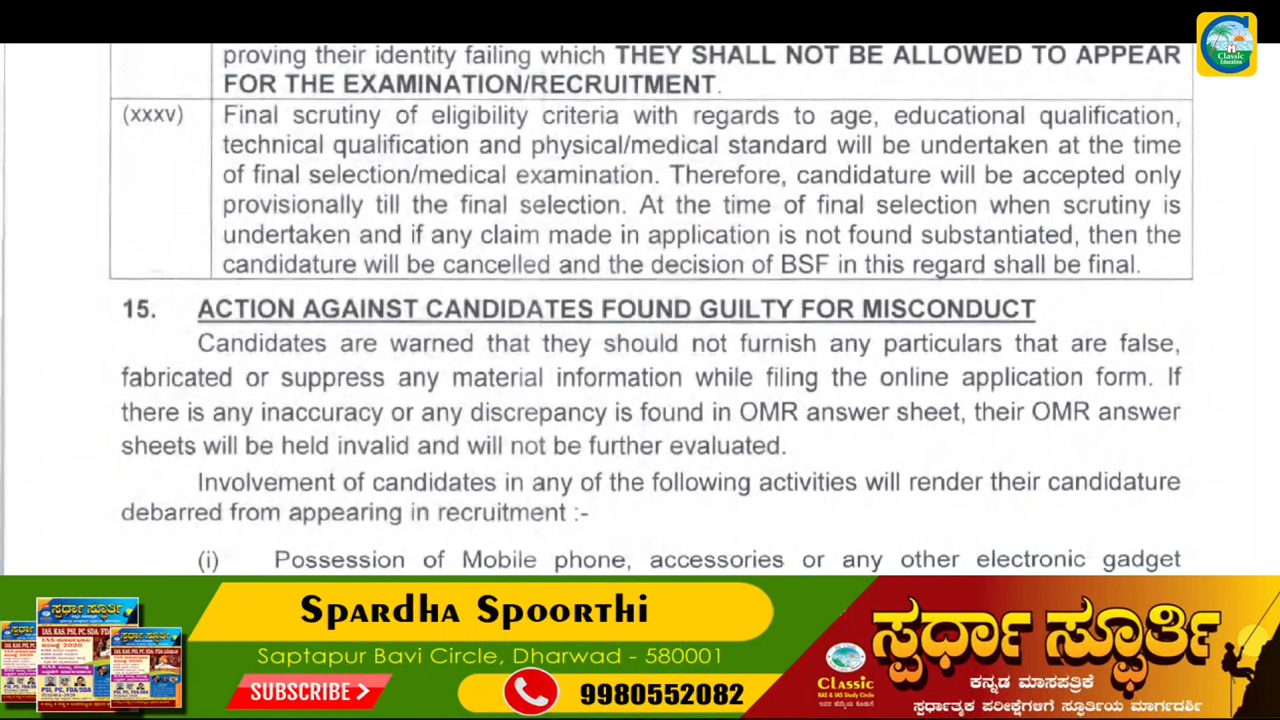 Classic
Education
proving their identity failing which THEY SHALL NOT BE ALLOWED TO APPEAR
FOR THE EXAMINATION/RECRUITMENT.
(xxxv) Final scrutiny of eligibility criteria with regards to age, educational qualification,
technical qualification and physical/medical standard will be undertaken at the time
of final selection/medical examination. Therefore, candidature will be accepted only
provisionally till the final selection. At the time of final selection when scrutiny is
undertaken and if any claim made in application is not found substantiated, then the
candidature will be cancelled and the decision of BSF in this regard shall be final.
15. ACTION AGAINST CANDIDATES FOUND GUILTY FOR MISCONDUCT
Candidates are warned that they should not furnish any particulars that are false,
fabricated or suppress any material information while filing the online application form. If
there is any inaccuracy or any discrepancy is found in OMR answer sheet, their OMR answer
sheets will be held invalid and will not be further evaluated.
Involvement of candidates in any of the following activities will render their candidature
debarred from appearing in recruitment :-
(i) Possession of Mobile phone, accessories or any other electronic gadget
Spardha Spoorthi
Saptapur Bavi Circle, Dharwad - 580001
SUBSCRIBE >
9980552082
ಸ್ಪರ್ಧಾ ಸ್ಫೂರ್ತಿ
ಕನ್ನಡ ಮಾಸಪತ್ರಿಕೆ
ಸ್ಪರ್ಧಾತ್ಮಕ ಪರೀಕ್ಷೆಗಳಿಗೆ ಸ್ಫೂರ್ತಿಯ ಮಾರ್ಗದರ್ಶಿ
Classic
KAS & IAS Study Circle